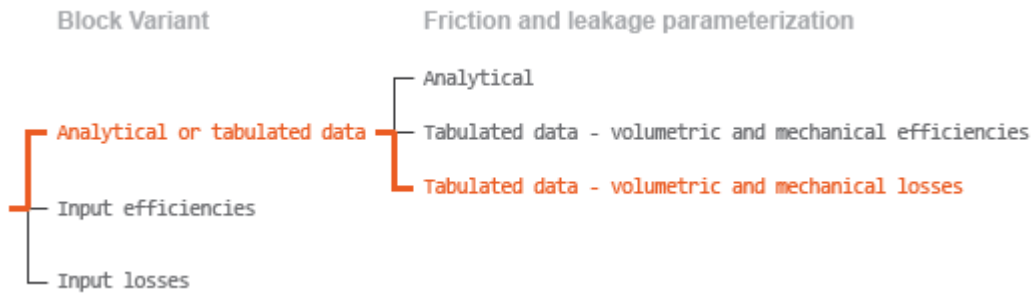 Block Variant
Friction and leakage parameterization
Analytical
Analytical or tabulated data
Tabulated data - volumetric and mechanical efficiencies
Tabulated data - volumetric and mechanical losses
Input efficiencies
Input losses